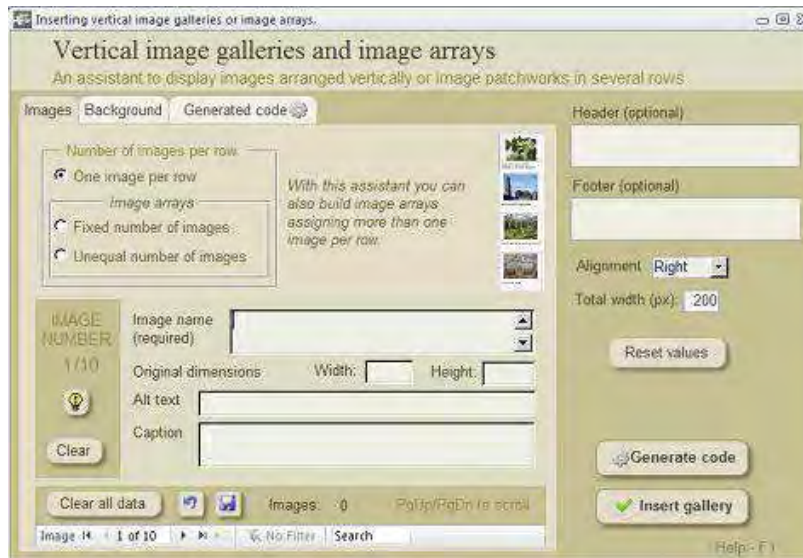 Inserting vertical image galleries or image arrays.
Vertical image galleries and image arrays
An assistant to display images arranged vertically or image patchworks in several rows
Images Background Generated code
Number of images per row
One image per row
Image arrays
Fixed number of images
Unequal number of images
With this assistant you can
also build image arrays
assigning more than one
image per row.
Header (optional)
Footer (optional)
Alignment Right
Total width (px): 200
Reset values
IMAGE
NUMBER
1/10
Clear
Image name
(required)
Original dimensions Width: Height:
Alt text
Caption
Clear all data Images: 0 PgUp/PgDn to scroll
Image 1 of 10 No Filter Search
Generate code
Insert gallery
Help - F1